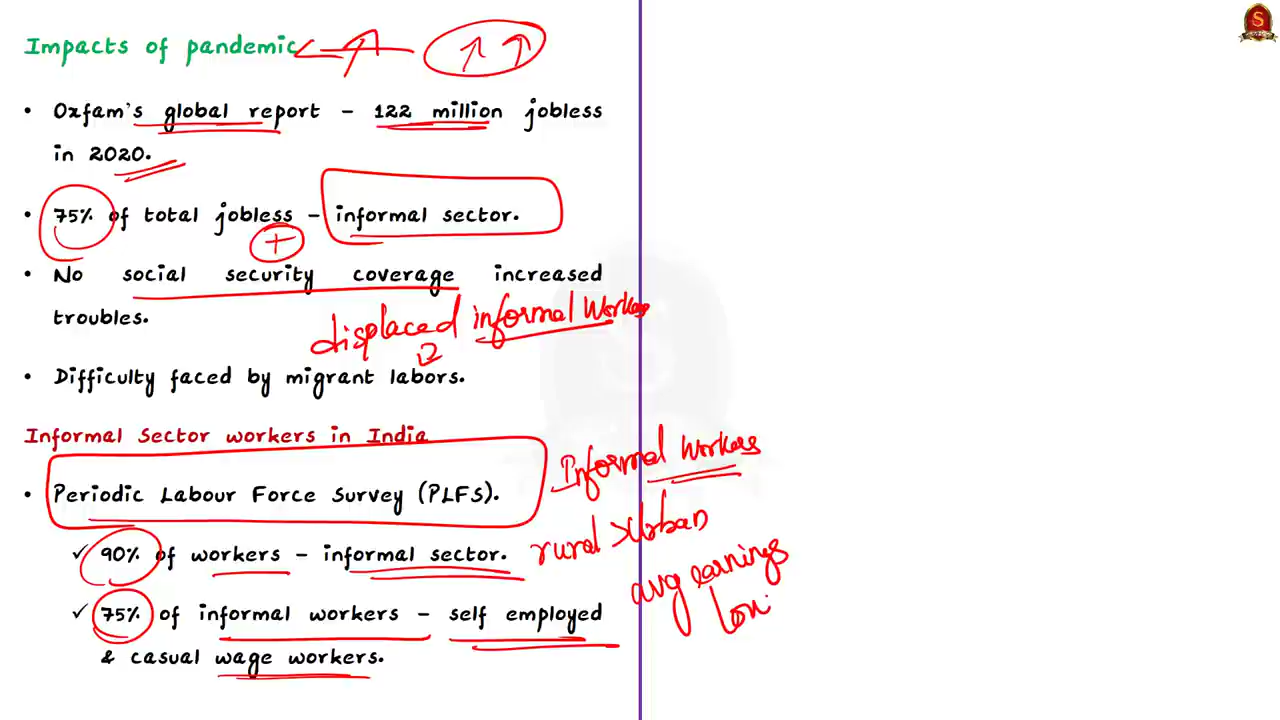 Impacts of pandemic
• Oxfam's global report - 122 million jobless
in 2020.
• 75% of total jobless - informal sector.
• No social security coverage increased
troubles.
displaced informal Workers
• Difficulty faced by migrant labors.
Informal Sector workers in India
Informal Workers
• Periodic Labour Force Survey (PLFS).
rural > Urban
✓ 90% of workers - informal sector.
avg earnings
✓ 75% of informal workers - self employed
& casual wage workers.